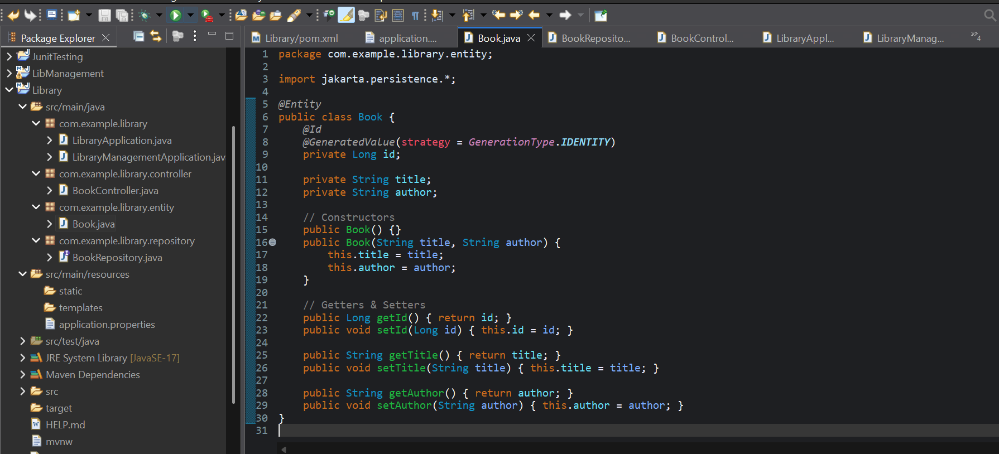 Package Explorer
JunitTesting
LibManagement
Library
src/main/java
com.example.library
LibraryApplication.java
LibraryManagementApplication.jav
com.example.library.controller
BookController.java
com.example.library.entity
Book.java
com.example.library.repository
BookRepository.java
src/main/resources
static
templates
application.properties
src/test/java
JRE System Library [JavaSE-17]
Maven Dependencies
src
target
HELP.md
mvnw
Library/pom.xml application.... Book.java BookReposito... BookControl... LibraryAppl... LibraryManag... »4
1 package com.example.library.entity;
2
3 import jakarta.persistence.*;
4
5 @Entity
6 public class Book {
7     @Id
8     @GeneratedValue(strategy = GenerationType.IDENTITY)
9     private Long id;
10
11     private String title;
12     private String author;
13
14     // Constructors
15     public Book() {}
16     public Book(String title, String author) {
17         this.title = title;
18         this.author = author;
19     }
20
21     // Getters & Setters
22     public Long getId() { return id; }
23     public void setId(Long id) { this.id = id; }
24
25     public String getTitle() { return title; }
26     public void setTitle(String title) { this.title = title; }
27
28     public String getAuthor() { return author; }
29     public void setAuthor(String author) { this.author = author; }
30 }
31